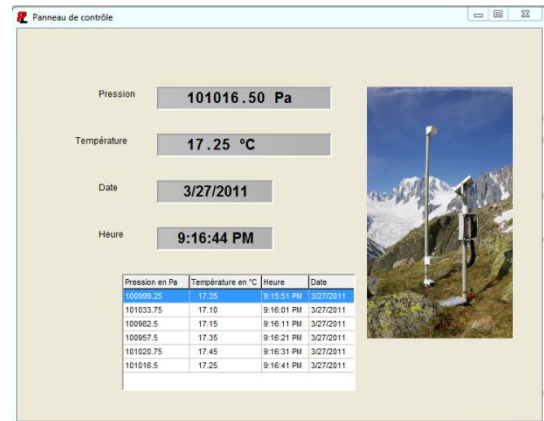 Panneau de contrôle
Pression 101016.50 Pa
Température 17.25 °C
Date 3/27/2011
Heure 9:16:44 PM
Pression en Pa Température en °C Heure Date
100999.25 17.35 9:15:51 PM 3/27/2011
101033.75 17.10 9:16:01 PM 3/27/2011
100982.5 17.15 9:16:11 PM 3/27/2011
100957.5 17.35 9:16:21 PM 3/27/2011
101020.75 17.45 9:16:31 PM 3/27/2011
101016.5 17.25 9:16:41 PM 3/27/2011